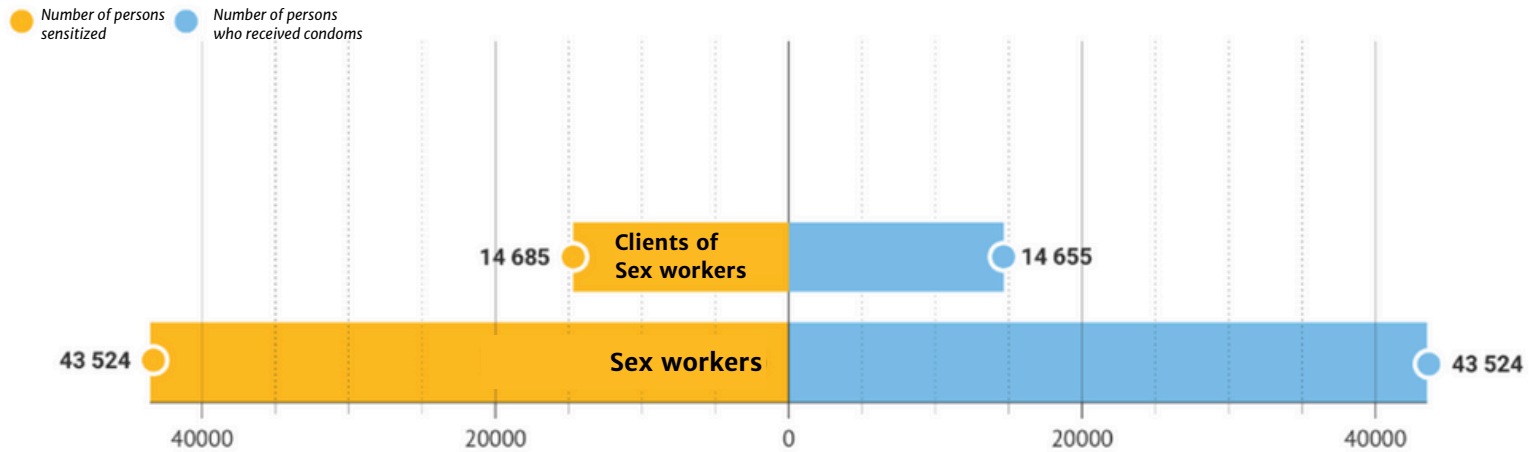 Number of persons
sensitized
Number of persons
who received condoms
14 685
Clients of
Sex workers
14 655
43 524
Sex workers
43 524
40000
20000
0
20000
40000